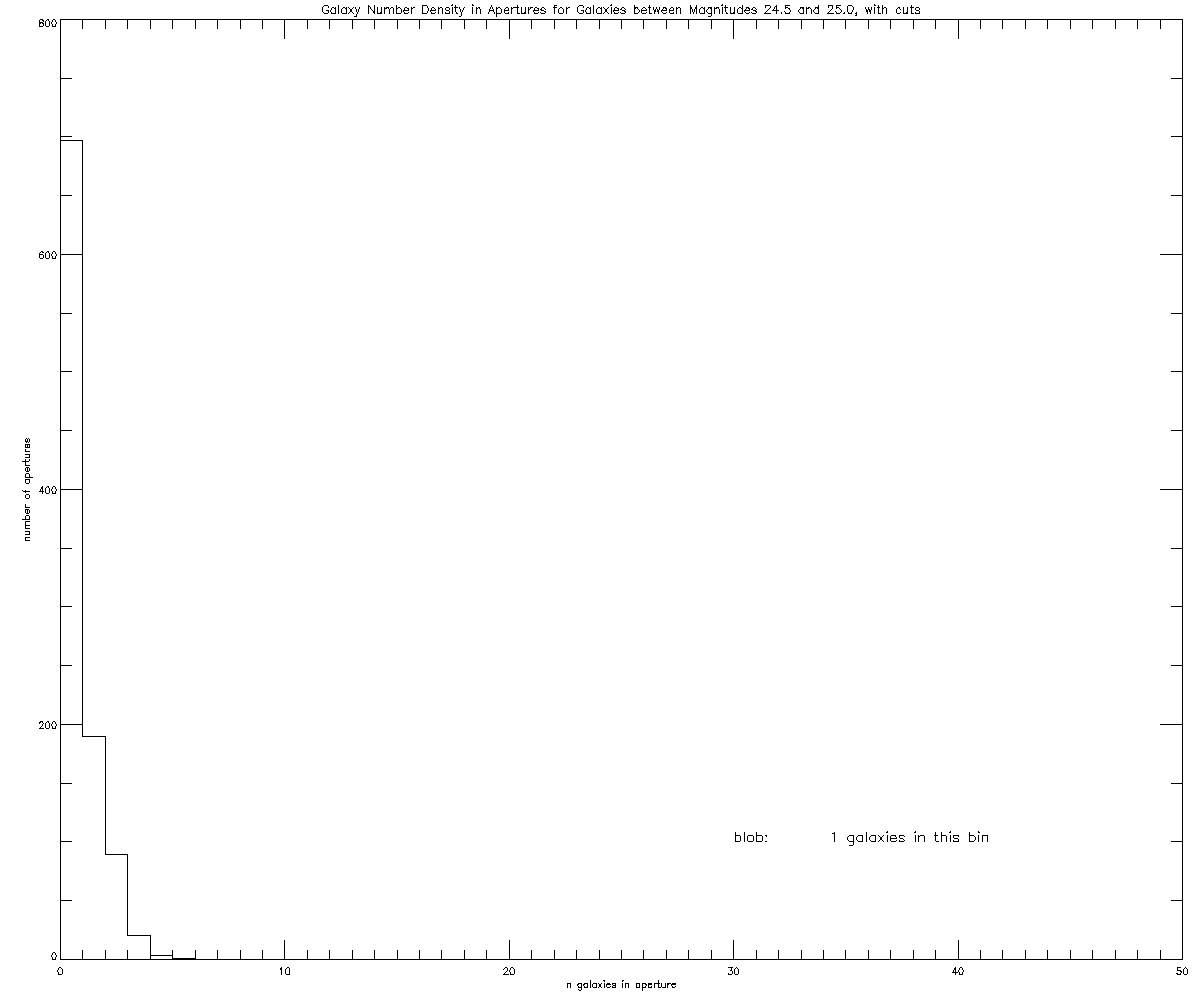 Galaxy Number Density in Apertures for Galaxies between Magnitudes 24.5 and 25.0, with cuts
800
600
400
200
0
number of apertures
blob: 1 galaxies in this bin
0 10 20 30 40 50
n galaxies in aperture